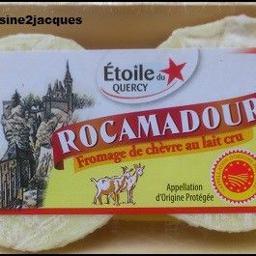 sine2jacques
Étoile du
QUERCY
ROCAMADOUR
Fromage de chèvre au lait cru
Appellation
d'Origine Protégée